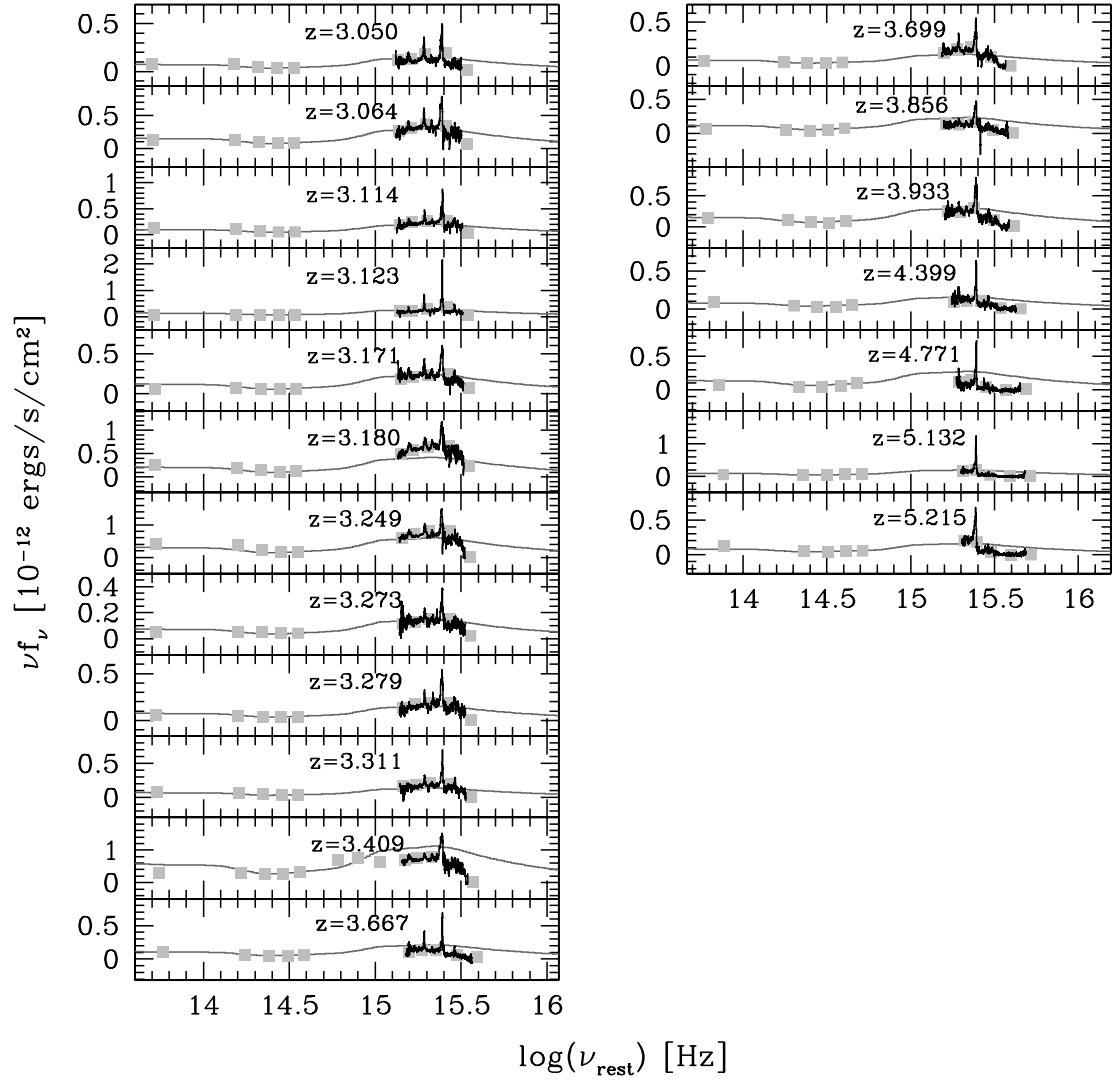 νfν [10⁻¹² ergs/s/cm²]
z=3.050
0.5
0
z=3.064
0.5
0
z=3.114
1
0.5
0
z=3.123
2
1
0
z=3.171
0.5
0
z=3.180
1
0.5
0
z=3.249
1
0
z=3.273
0.4
0.2
0
z=3.279
0.5
0
z=3.311
0.5
0
z=3.409
1
0
z=3.667
0.5
0
14 14.5 15 15.5 16
z=3.699
0.5
0
z=3.856
0.5
0
z=3.933
0.5
0
z=4.399
0.5
0
z=4.771
0.5
0
z=5.132
1
0
z=5.215
0.5
0
14 14.5 15 15.5 16
log(νrest) [Hz]